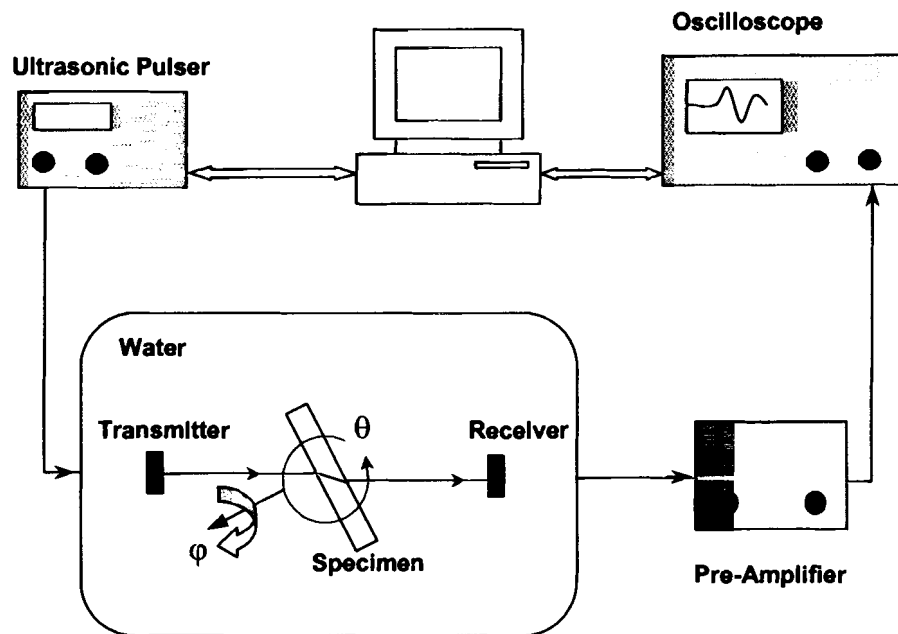 Oscilloscope
Ultrasonic Pulser
Water
Transmitter
θ
Receiver
φ
Specimen
Pre-Amplifier